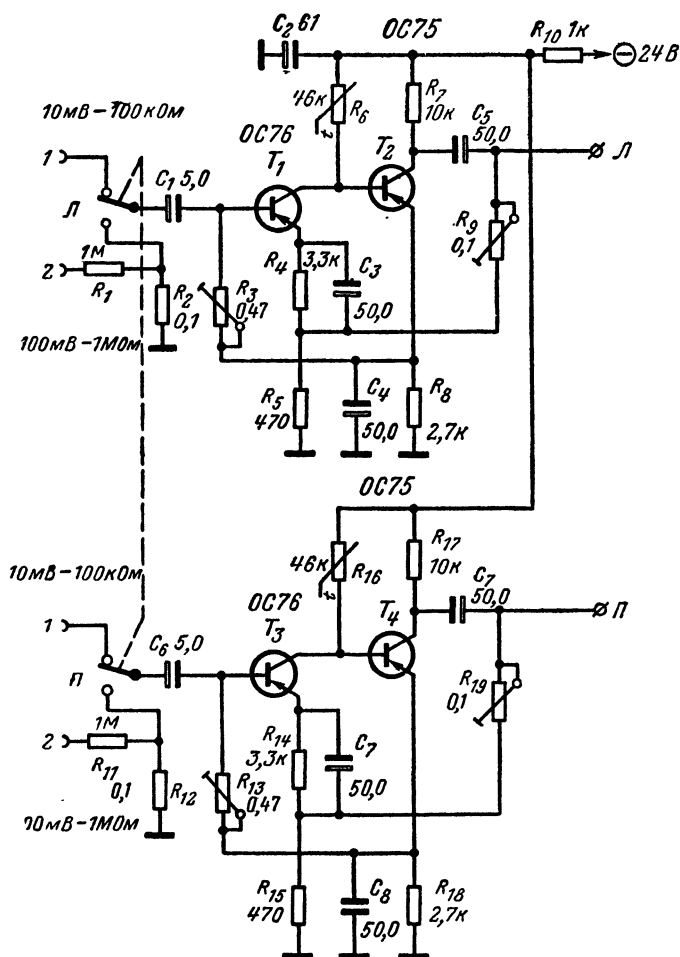 C2 61
OC75
R10 1к
24 В
46к
R6
R7
10к
C5
50,0
10мВ-100кОм
OC76
T1
T2
Л
1
C1 5,0
Л
R9
0,1
1М
2
R1
R2
0,1
R3
0,47
R4
3,3к
C3
50,0
100мВ-1МОм
R5
470
C4
50,0
R8
2,7к
OC75
46к
R16
R17
10к
C7
50,0
10мВ-100кОм
OC76
T3
T4
П
1
C6 5,0
П
R19
0,1
1М
2
R11
0,1
R12
R13
0,47
R14
3,3к
C7
50,0
00мВ-1МОм
R15
470
C8
50,0
R18
2,7к